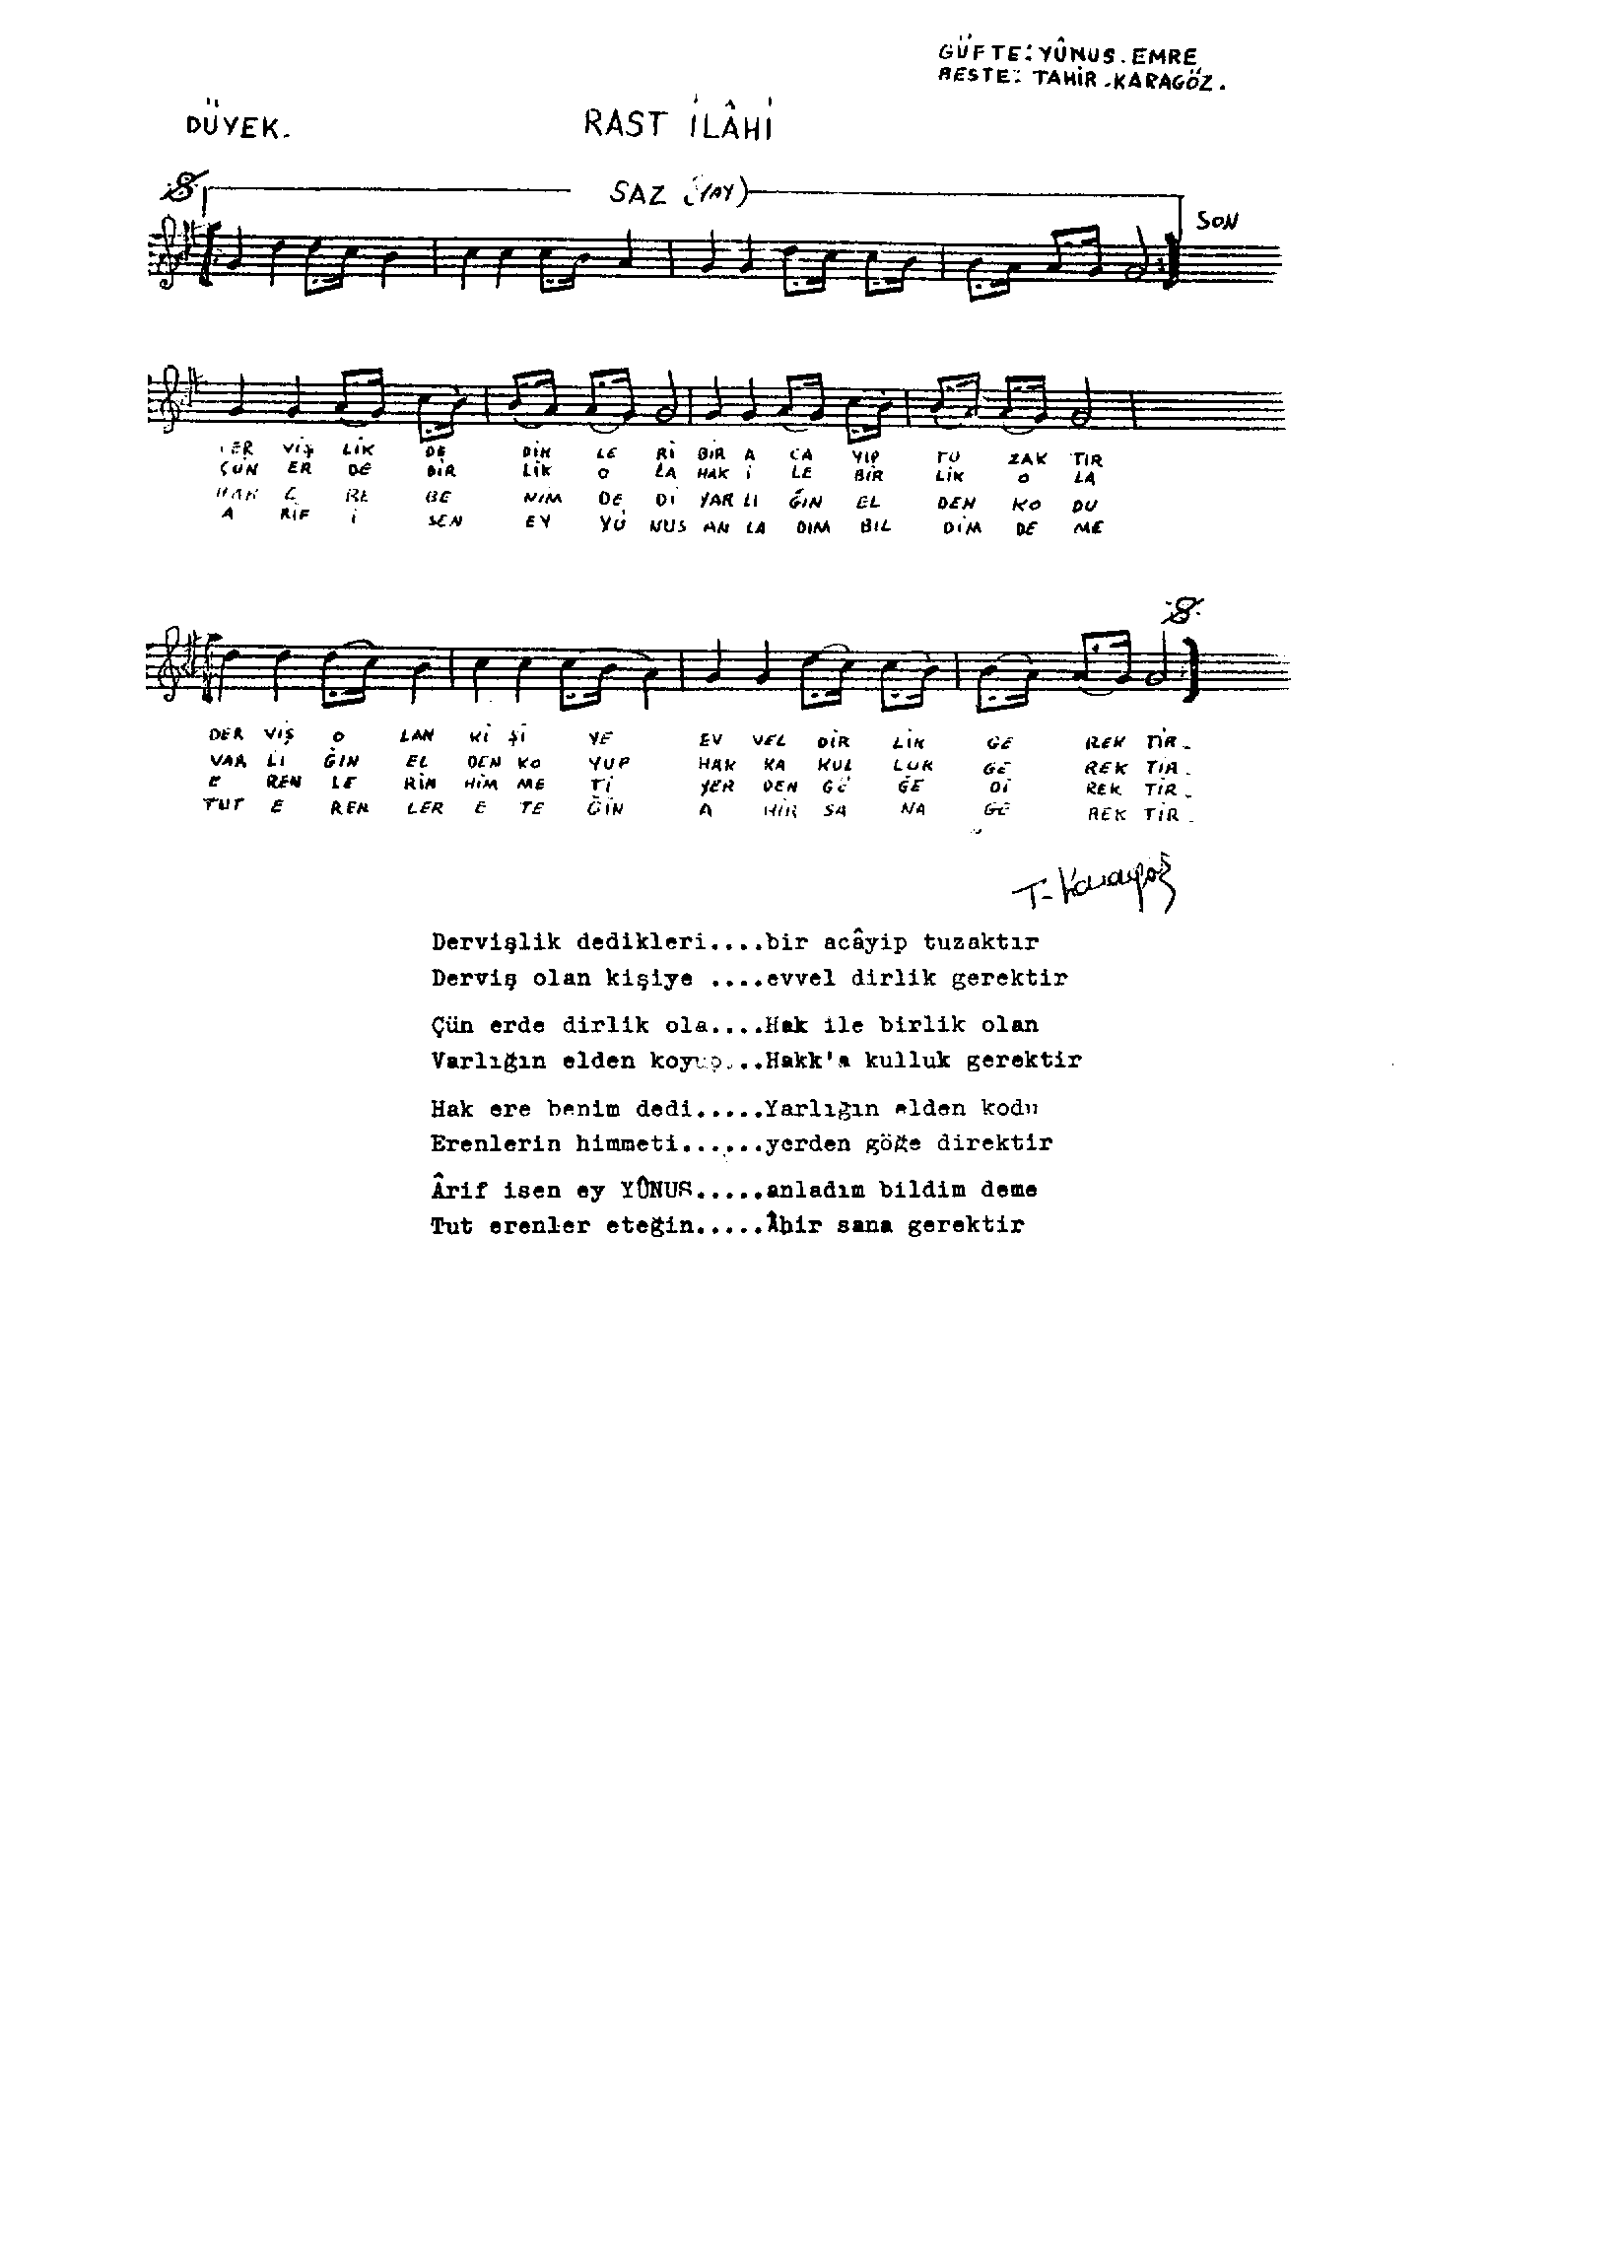 GÜFTE: YÛNUS.EMRE
BESTE: TAHİR.KARAGÖZ.
DÜYEK.
RAST İLÂHİ
SAZ (YAY)
SON
DER VİŞ LİK DE DİK LE Rİ BİR A CA YIP TU ZAK TIR
ÇÜN ER DE DİR LİK O LA HAK İ LE BİR LİK O LA
HAK E RE BE NİM DE Dİ YAR LI ĞIN EL DEN KO DU
A RİF İ SEN EY YÛ NUS AN LA DIM BİL DİM DE ME
DER VİŞ O LAN Kİ Şİ YE EV VEL DİR LİK GE REK TİR.
VAR LI ĞIN EL DEN KO YUP HAK KA KUL LUK GE REK TİR.
E REN LE RİN HİM ME Tİ YER DEN GÖ ĞE Dİ REK TİR.
TUT E REN LER E TE ĞİN A HİR SA NA GE REK TİR.
T. Karagöz
Dervişlik dedikleri....bir acâyip tuzaktır
Derviş olan kişiye ....evvel dirlik gerektir
Çün erde dirlik ola....Hak ile birlik olan
Varlığın elden koyup...Hakk'a kulluk gerektir
Hak ere benim dedi.....Yarlığın elden kodu
Erenlerin himmeti......yerden göğe direktir
Ârif isen ey YÛNUS.....anladım bildim deme
Tut erenler eteğin.....Âhir sana gerektir